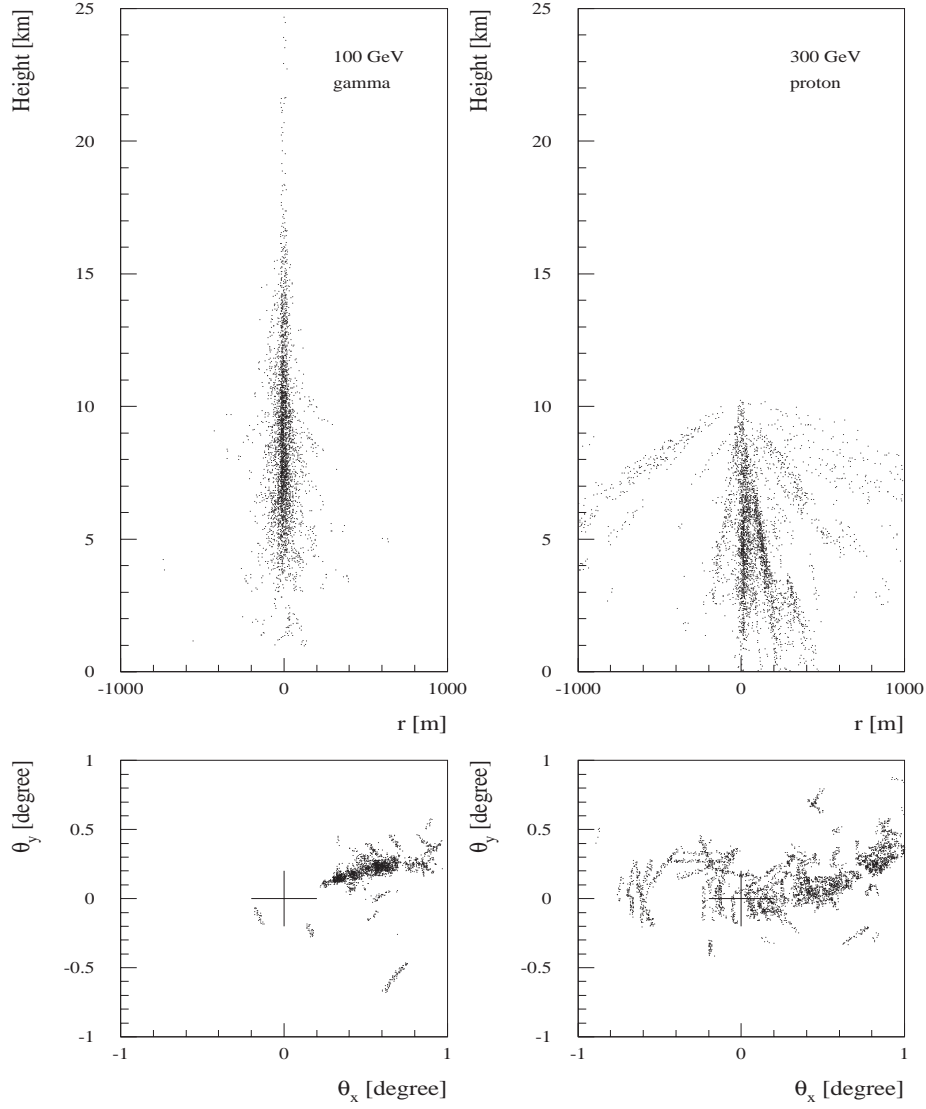 Height [km]
25
20
15
10
5
0
100 GeV
gamma
-1000
0
1000
r [m]
Height [km]
25
20
15
10
5
0
300 GeV
proton
-1000
0
1000
r [m]
θy [degree]
1
0.5
0
-0.5
-1
-1
0
1
θx [degree]
θy [degree]
1
0.5
0
-0.5
-1
-1
0
1
θx [degree]